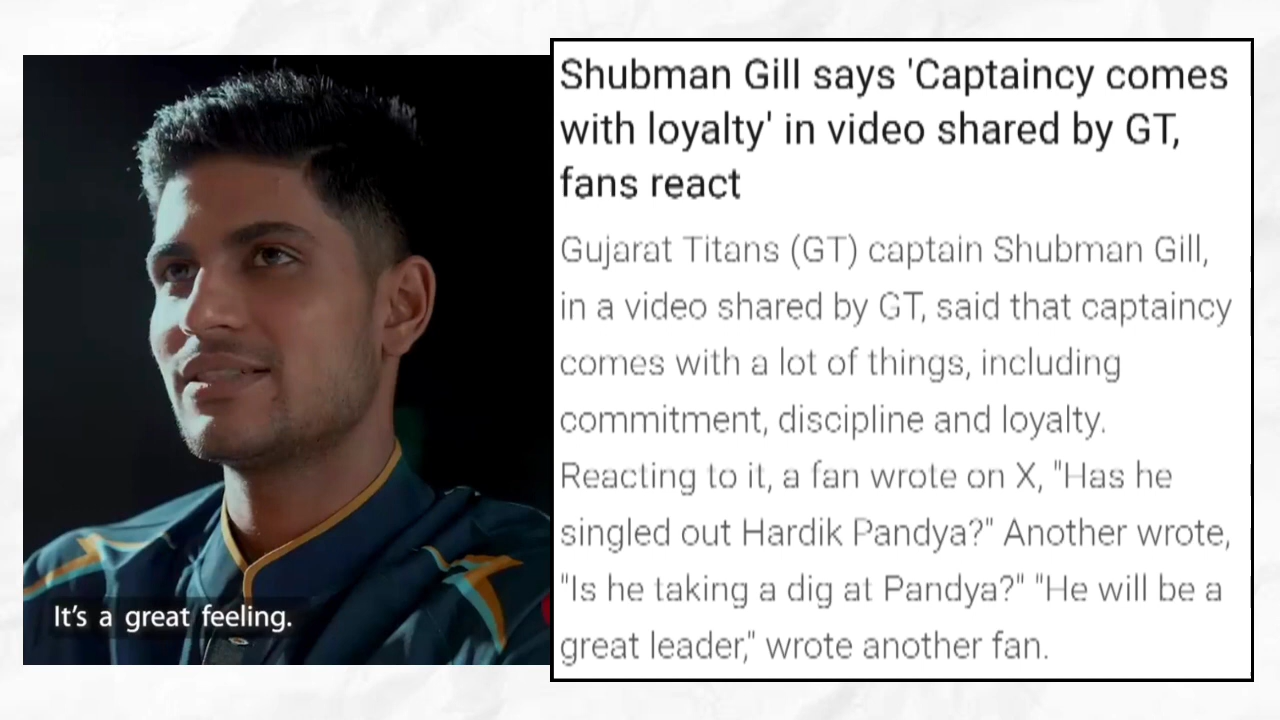 Shubman Gill says 'Captaincy comes
with loyalty' in video shared by GT,
fans react
Gujarat Titans (GT) captain Shubman Gill,
in a video shared by GT, said that captaincy
comes with a lot of things, including
commitment, discipline and loyalty.
Reacting to it, a fan wrote on X, "Has he
singled out Hardik Pandya?" Another wrote,
"Is he taking a dig at Pandya?" "He will be a
great leader," wrote another fan.
It's a great feeling.